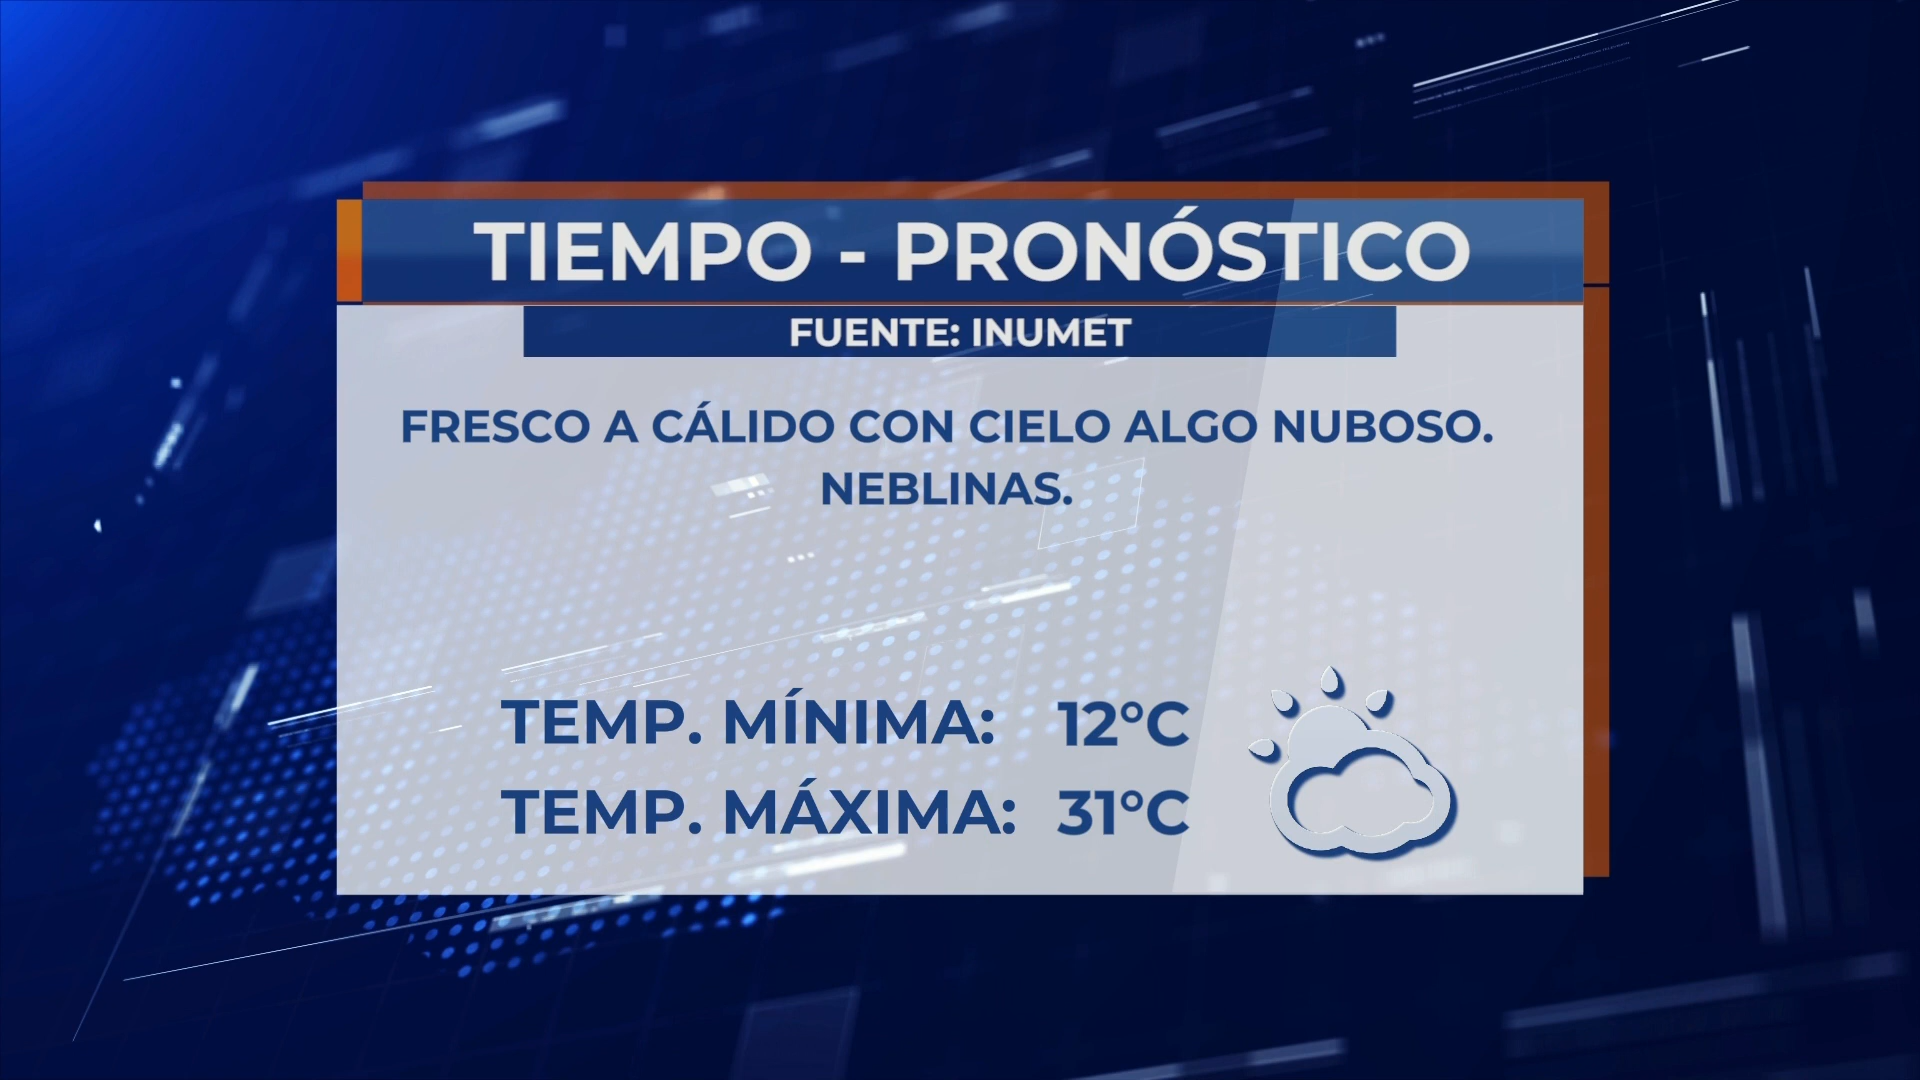 TIEMPO - PRONÓSTICO
FUENTE: INUMET
FRESCO A CÁLIDO CON CIELO ALGO NUBOSO.
NEBLINAS.
TEMP. MÍNIMA: 12°C
TEMP. MÁXIMA: 31°C